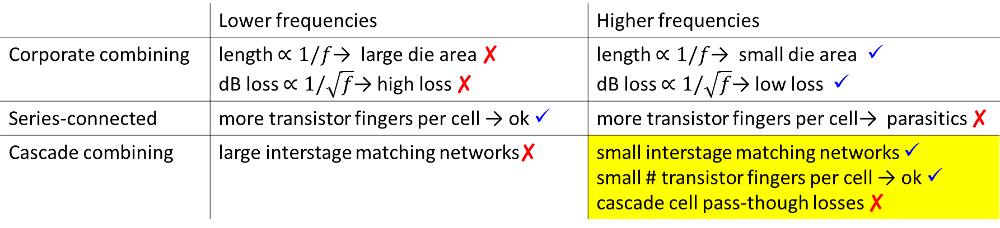 Lower frequencies Higher frequencies
Corporate combining length ∝ 1/f→ large die area ✗ length ∝ 1/f→ small die area ✓
dB loss ∝ 1/√f→ high loss ✗ dB loss ∝ 1/√f→ low loss ✓
Series-connected more transistor fingers per cell → ok ✓ more transistor fingers per cell→ parasitics ✗
Cascade combining large interstage matching networks✗ small interstage matching networks ✓
small # transistor fingers per cell → ok ✓
cascade cell pass-though losses ✗